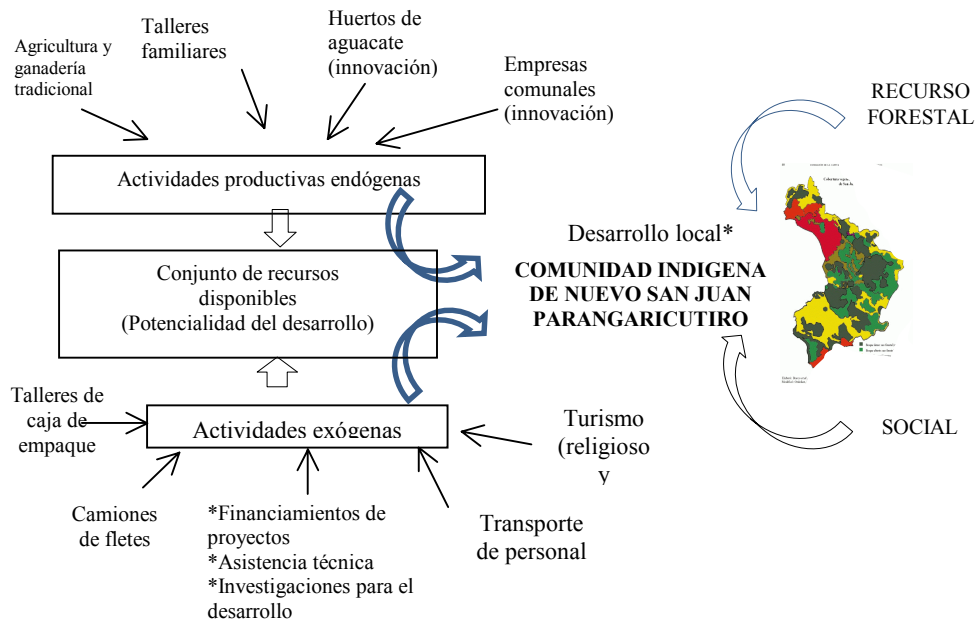 Agricultura y
ganadería
tradicional
Talleres
familiares
Huertos de
aguacate
(innovación)
Empresas
comunales
(innovación)
RECURSO
FORESTAL
Actividades productivas endógenas
Conjunto de recursos
disponibles
(Potencialidad del desarrollo)
Desarrollo local*
COMUNIDAD INDIGENA
DE NUEVO SAN JUAN
PARANGARICUTIRO
Talleres de
caja de
empaque
Actividades exógenas
Turismo
(religioso
y
SOCIAL
Camiones
de fletes
*Financiamientos de
proyectos
*Asistencia técnica
*Investigaciones para el
desarrollo
Transporte
de personal